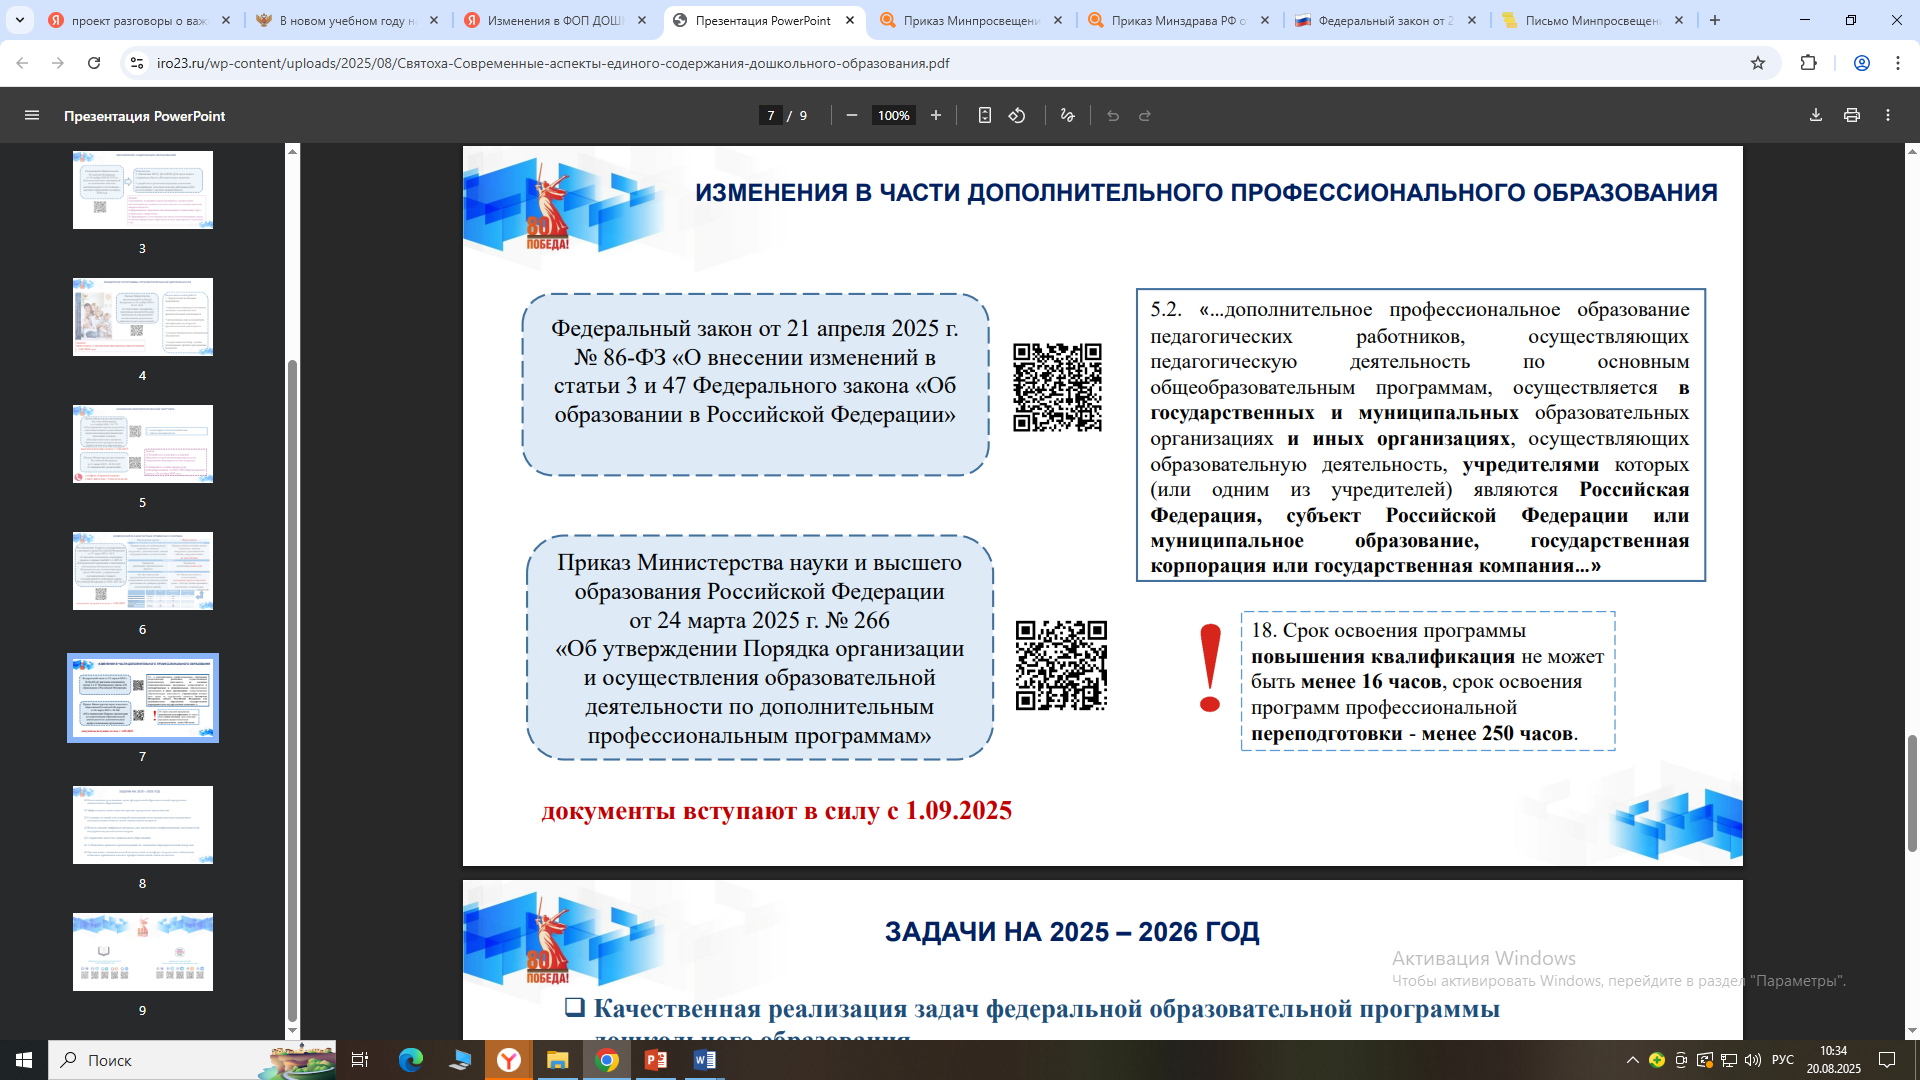 проект разговоры о важ
В новом учебном году н
Изменения в ФОП ДОШ
Презентация PowerPoint
Приказ Минпросвещени
Приказ Минздрава РФ о
Федеральный закон от 2
Письмо Минпросвещен
iro23.ru/wp-content/uploads/2025/08/Святоха-Современные-аспекты-единого-содержания-дошкольного-образования.pdf
Презентация PowerPoint
7 / 9
100%
3
4
5
6
7
8
9
80
ПОБЕДА!
ИЗМЕНЕНИЯ В ЧАСТИ ДОПОЛНИТЕЛЬНОГО ПРОФЕССИОНАЛЬНОГО ОБРАЗОВАНИЯ
Федеральный закон от 21 апреля 2025 г.
№ 86-ФЗ «О внесении изменений в
статьи 3 и 47 Федерального закона «Об
образовании в Российской Федерации»
5.2. «...дополнительное профессиональное образование
педагогических работников, осуществляющих
педагогическую деятельность по основным
общеобразовательным программам, осуществляется в
государственных и муниципальных образовательных
организациях и иных организациях, осуществляющих
образовательную деятельность, учредителями которых
(или одним из учредителей) являются Российская
Федерация, субъект Российской Федерации или
муниципальное образование, государственная
корпорация или государственная компания...»
Приказ Министерства науки и высшего
образования Российской Федерации
от 24 марта 2025 г. № 266
«Об утверждении Порядка организации
и осуществления образовательной
деятельности по дополнительным
профессиональным программам»
18. Срок освоения программы
повышения квалификации не может
быть менее 16 часов, срок освоения
программ профессиональной
переподготовки - менее 250 часов.
документы вступают в силу с 1.09.2025
80
ПОБЕДА!
ЗАДАЧИ НА 2025 – 2026 ГОД
Качественная реализация задач федеральной образовательной программы
дошкольного образования
Активация Windows
Чтобы активировать Windows, перейдите в раздел "Параметры".
Поиск
РУС
10:34
20.08.2025